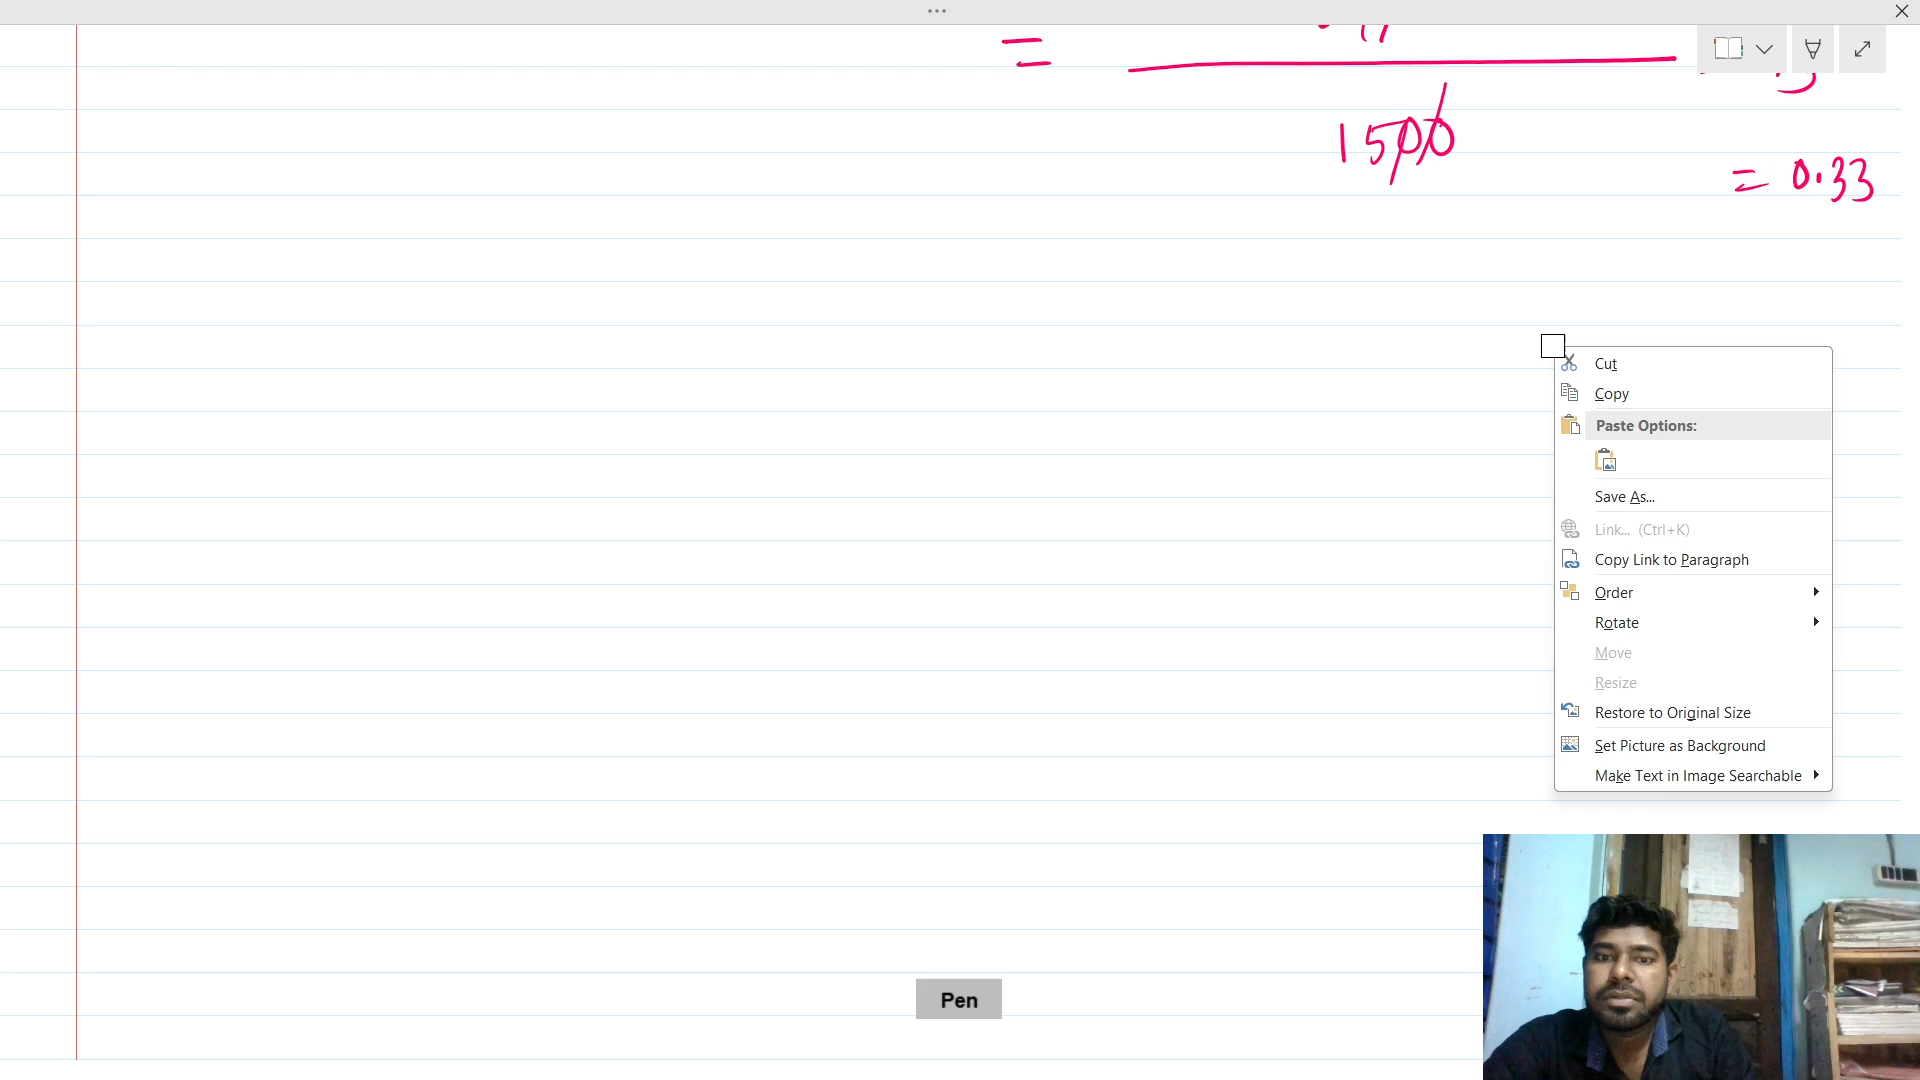 =
1500
= 0.33
Cut
Copy
Paste Options:
Save As...
Link... (Ctrl+K)
Copy Link to Paragraph
Order
Rotate
Move
Resize
Restore to Original Size
Set Picture as Background
Make Text in Image Searchable
Pen